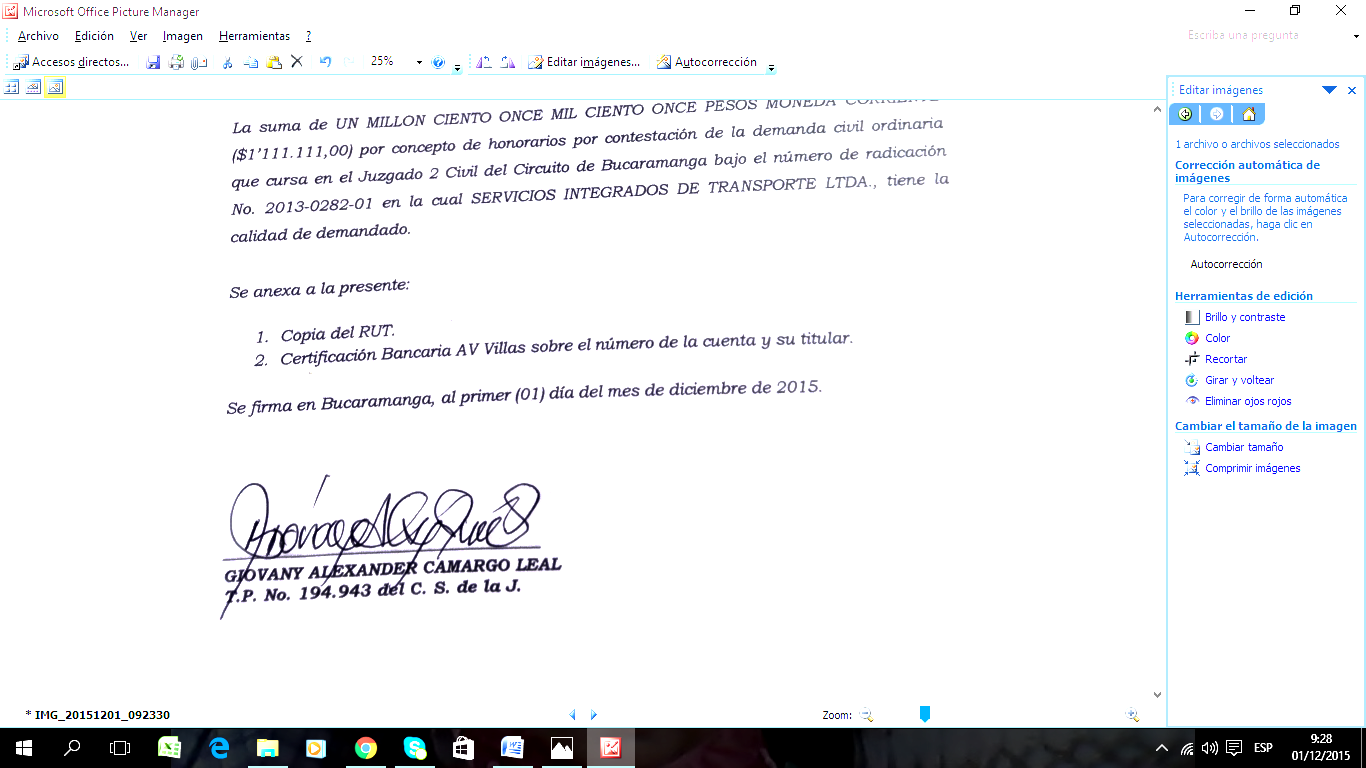 Microsoft Office Picture Manager
Archivo Edición Ver Imagen Herramientas ?
Escriba una pregunta
Accesos directos... 25% Editar imágenes... Autocorrección
Editar imágenes
1 archivo o archivos seleccionados
Corrección automática de
imágenes
Para corregir de forma automática
el color y el brillo de las imágenes
seleccionadas, haga clic en
Autocorrección.
Autocorrección
Herramientas de edición
Brillo y contraste
Color
Recortar
Girar y voltear
Eliminar ojos rojos
Cambiar el tamaño de la imagen
Cambiar tamaño
Comprimir imágenes
La suma de UN MILLON CIENTO ONCE MIL CIENTO ONCE PESOS MONEDA CORRIENTE
($1'111.111,00) por concepto de honorarios por contestación de la demanda civil ordinaria
que cursa en el Juzgado 2 Civil del Circuito de Bucaramanga bajo el número de radicación
No. 2013-0282-01 en la cual SERVICIOS INTEGRADOS DE TRANSPORTE LTDA., tiene la
calidad de demandado.
Se anexa a la presente:
1. Copia del RUT.
2. Certificación Bancaria AV Villas sobre el número de la cuenta y su titular.
Se firma en Bucaramanga, al primer (01) día del mes de diciembre de 2015.
GIOVANY ALEXANDER CAMARGO LEAL
T.P. No. 194.943 del C. S. de la J.
* IMG_20151201_092330
Zoom:
ESP
9:28
01/12/2015